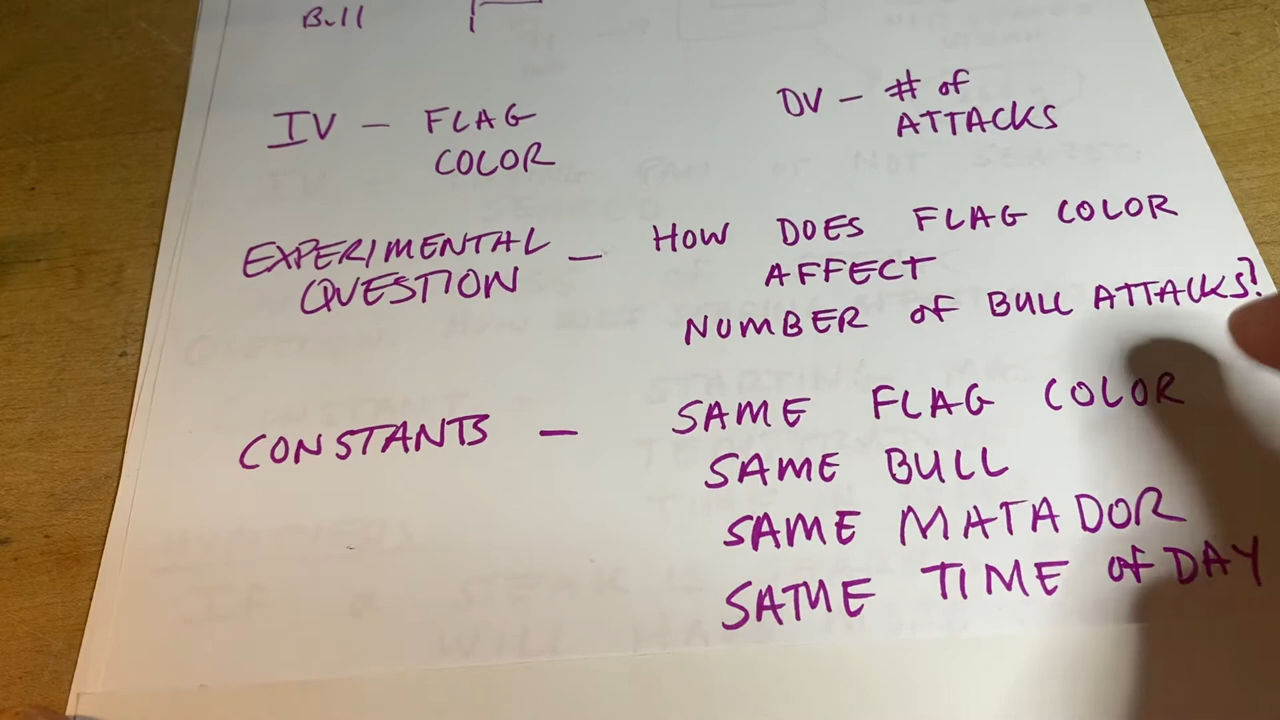 Bull
IV - FLAG
COLOR
DV - # of
ATTACKS
EXPERIMENTAL
QUESTION - HOW DOES FLAG COLOR
AFFECT
NUMBER of BULL ATTACKS?
CONSTANTS - SAME FLAG COLOR
SAME BULL
SAME MATADOR
SAME TIME of DAY